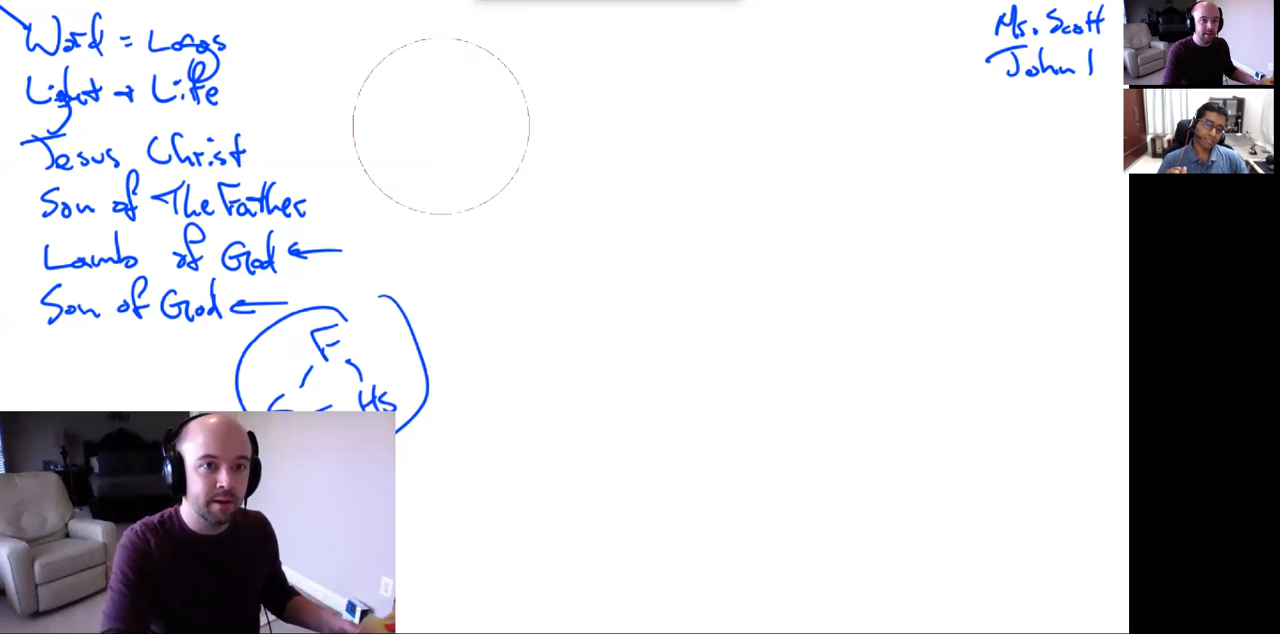 Word = Logos
Light → Life
Jesus Christ
Son of The Father
Lamb of God ←
Son of God ←
F
HS
Ms. Scott
John 1